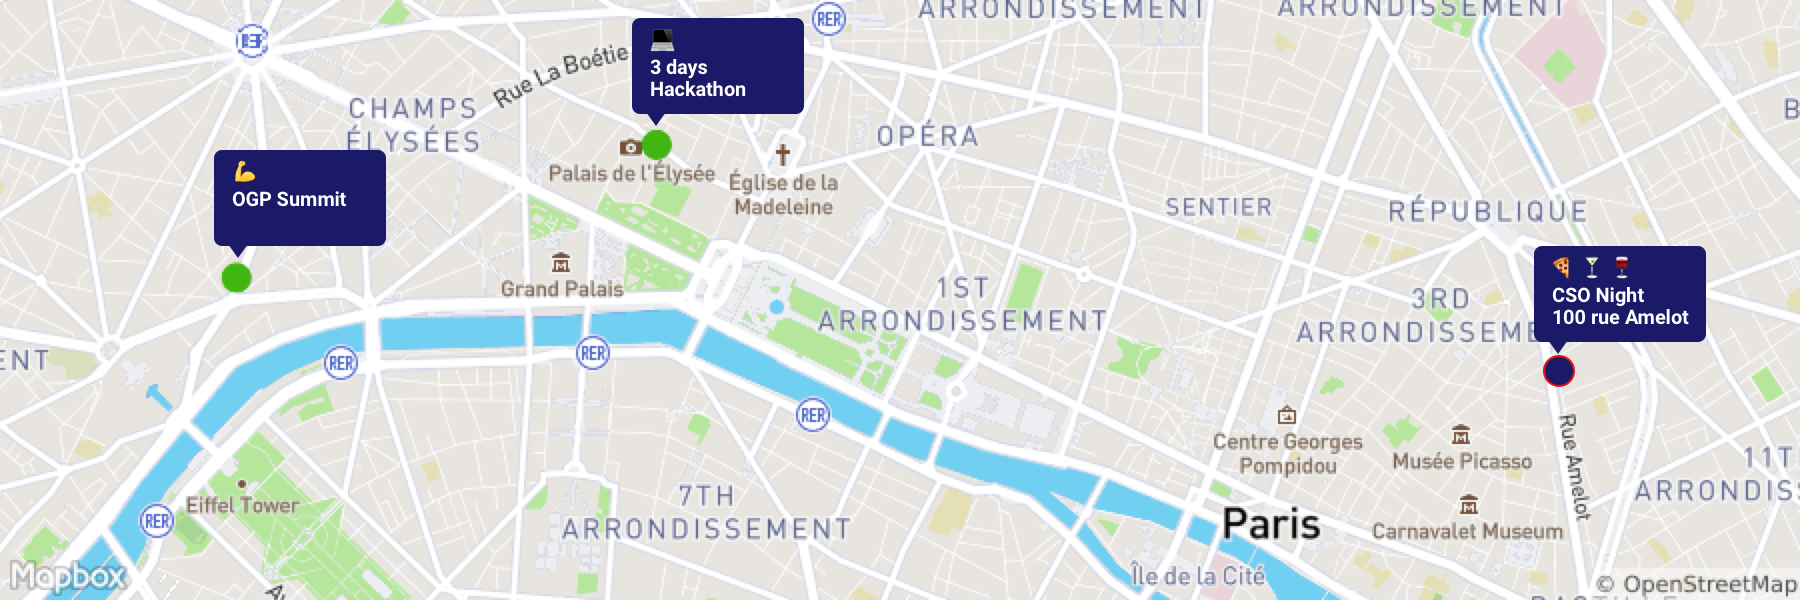 ARRONDISSEMENT
ARRONDISSEMENT
RER
3 days
Hackathon
Rue La Boétie
CHAMPS
ÉLYSÉES
OPÉRA
Palais de l'Élysée
Église de la
Madeleine
OGP Summit
SENTIER
RÉPUBLIQUE
Grand Palais
1ST
ARRONDISSEMENT
3RD
ARRONDISSEME
CSO Night
100 rue Amelot
ENT
RER
RER
RER
Centre Georges
Pompidou
Musée Picasso
Rue Amelot
11T
ARRONDIS
Eiffel Tower
RER
7TH
ARRONDISSEMENT
Carnavalet Museum
Paris
Île de la Cité
Mapbox
© OpenStreetMap